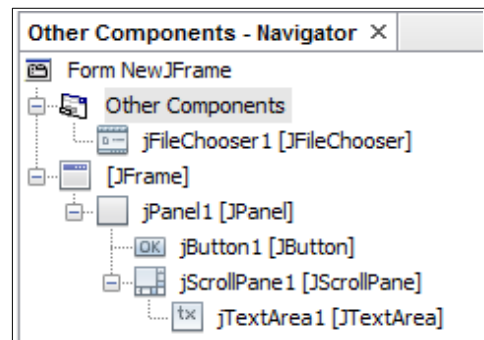 Other Components - Navigator ×
Form NewJFrame
Other Components
jFileChooser1 [JFileChooser]
[JFrame]
jPanel1 [JPanel]
OK jButton1 [JButton]
jScrollPane1 [JScrollPane]
tx jTextArea1 [JTextArea]